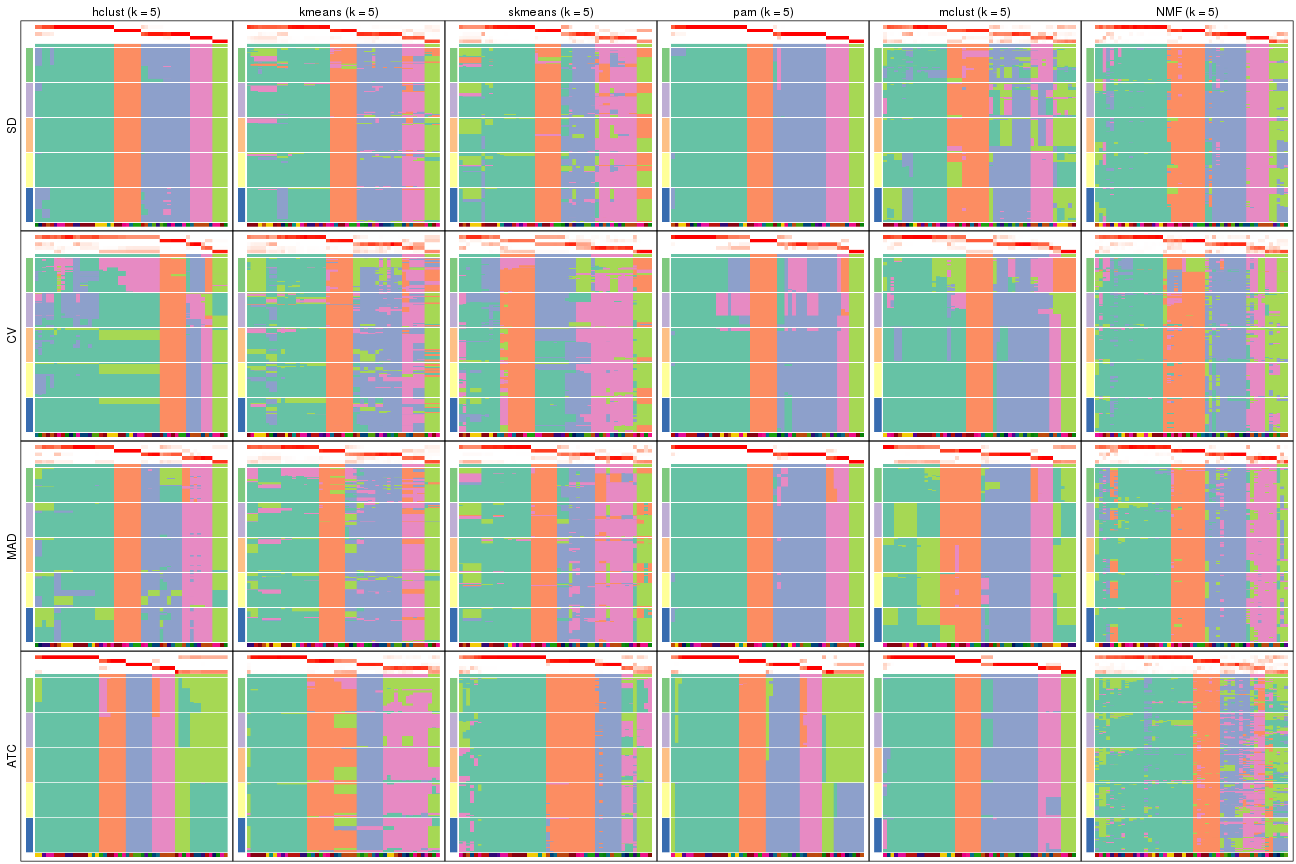 hclust (k = 5) kmeans (k = 5) skmeans (k = 5) pam (k = 5) mclust (k = 5) NMF (k = 5)
SD
CV
MAD
ATC